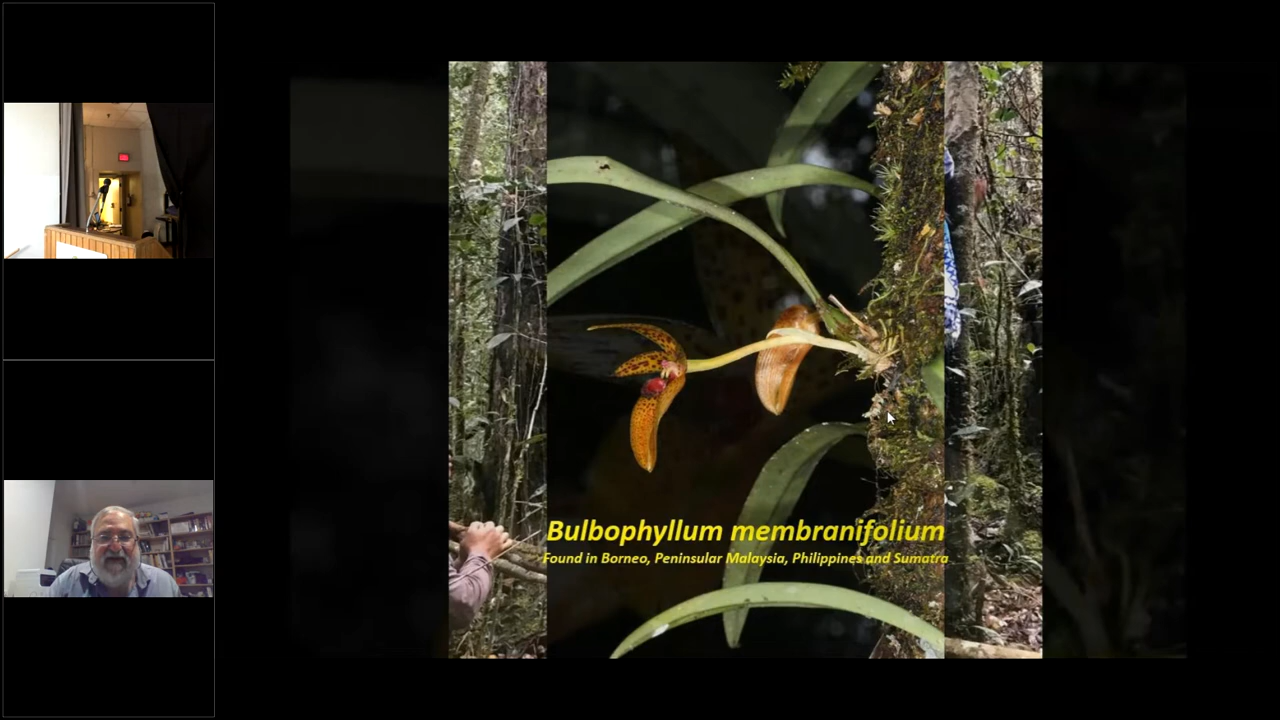 Bulbophyllum membranifolium
Found in Borneo, Peninsular Malaysia, Philippines and Sumatra